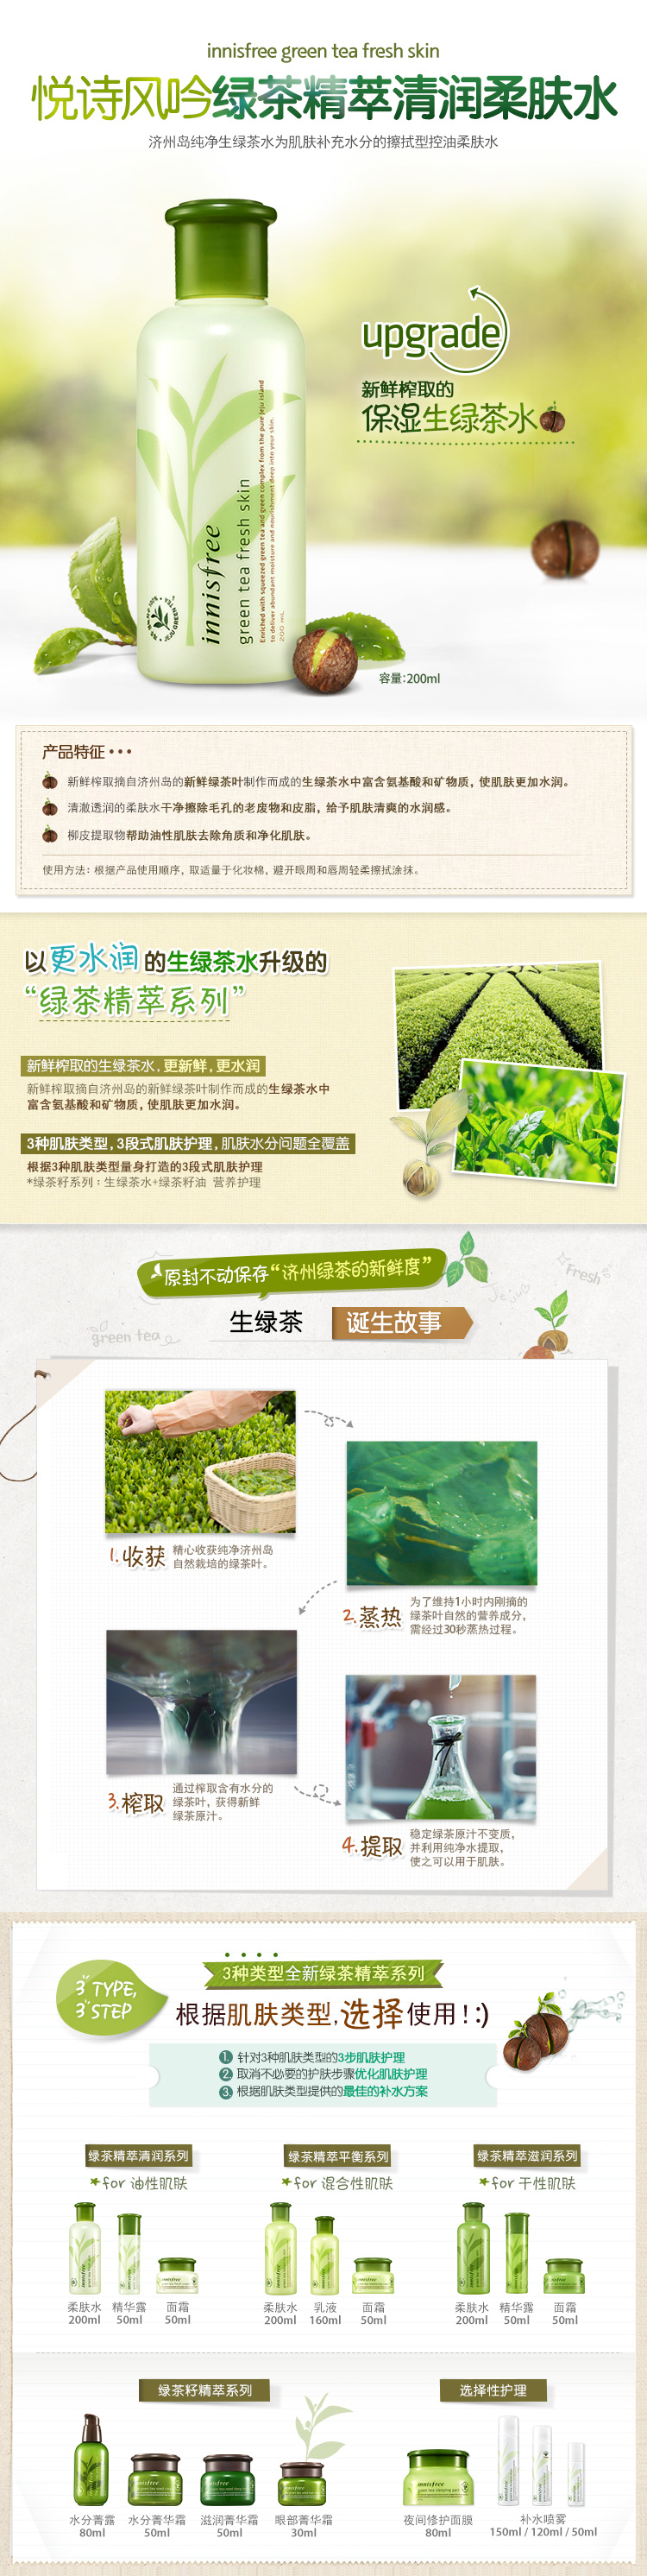 innisfree green tea fresh skin
悦诗风吟绿茶精萃清润柔肤水
济州岛纯净生绿茶水为肌肤补充水分的擦拭型控油柔肤水
upgrade
新鲜榨取的
保湿生绿茶水
innisfree
green tea fresh skin
Enriched with squeezed green tea and green complex from the pure Jeju island
to deliver abundant moisture and nourishment deep into your skin.
200 mL
容量:200ml
产品特征···
新鲜榨取摘自济州岛的新鲜绿茶叶制作而成的生绿茶水中富含氨基酸和矿物质，使肌肤更加水润。
清澈透润的柔肤水干净擦除毛孔的老废物和皮脂，给予肌肤清爽的水润感。
柳皮提取物帮助油性肌肤去除角质和净化肌肤。
使用方法：根据产品使用顺序，取适量于化妆棉，避开眼周和唇周轻柔擦拭涂抹。
以更水润的生绿茶水升级的
“绿茶精萃系列”
新鲜榨取的生绿茶水，更新鲜，更水润
新鲜榨取摘自济州岛的新鲜绿茶叶制作而成的生绿茶水中
富含氨基酸和矿物质，使肌肤更加水润。
3种肌肤类型，3段式肌肤护理，肌肤水分问题全覆盖
根据3种肌肤类型量身打造的3段式肌肤护理
*绿茶籽系列：生绿茶水+绿茶籽油 营养护理
原封不动保存“济州绿茶的新鲜度”
Jeju
Fresh
green tea
生绿茶 诞生故事
1.收获
精心收获纯净济州岛
自然栽培的绿茶叶。
2.蒸热
为了维持1小时内刚摘的
绿茶叶自然的营养成分，
需经过30秒蒸热过程。
3.榨取
通过榨取含有水分的
绿茶叶，获得新鲜
绿茶原汁。
4.提取
稳定绿茶原汁不变质，
并利用纯净水提取，
使之可以用于肌肤。
3 TYPE,
3 STEP
3种类型全新绿茶精萃系列
根据肌肤类型,选择使用！:)
1. 针对3种肌肤类型的3步肌肤护理
2. 取消不必要的护肤步骤优化肌肤护理
3. 根据肌肤类型提供的最佳的补水方案
绿茶精萃清润系列 绿茶精萃平衡系列 绿茶精萃滋润系列
for 油性肌肤 for 混合性肌肤 for 干性肌肤
柔肤水 精华露 面霜 柔肤水 乳液 面霜 柔肤水 精华露 面霜
200ml 50ml 50ml 200ml 160ml 50ml 200ml 50ml 50ml
绿茶籽精萃系列 选择性护理
水分菁露 水分菁华霜 滋润菁华霜 眼部菁华霜 夜间修护面膜 补水喷雾
80ml 50ml 50ml 30ml 80ml 150ml / 120ml / 50ml